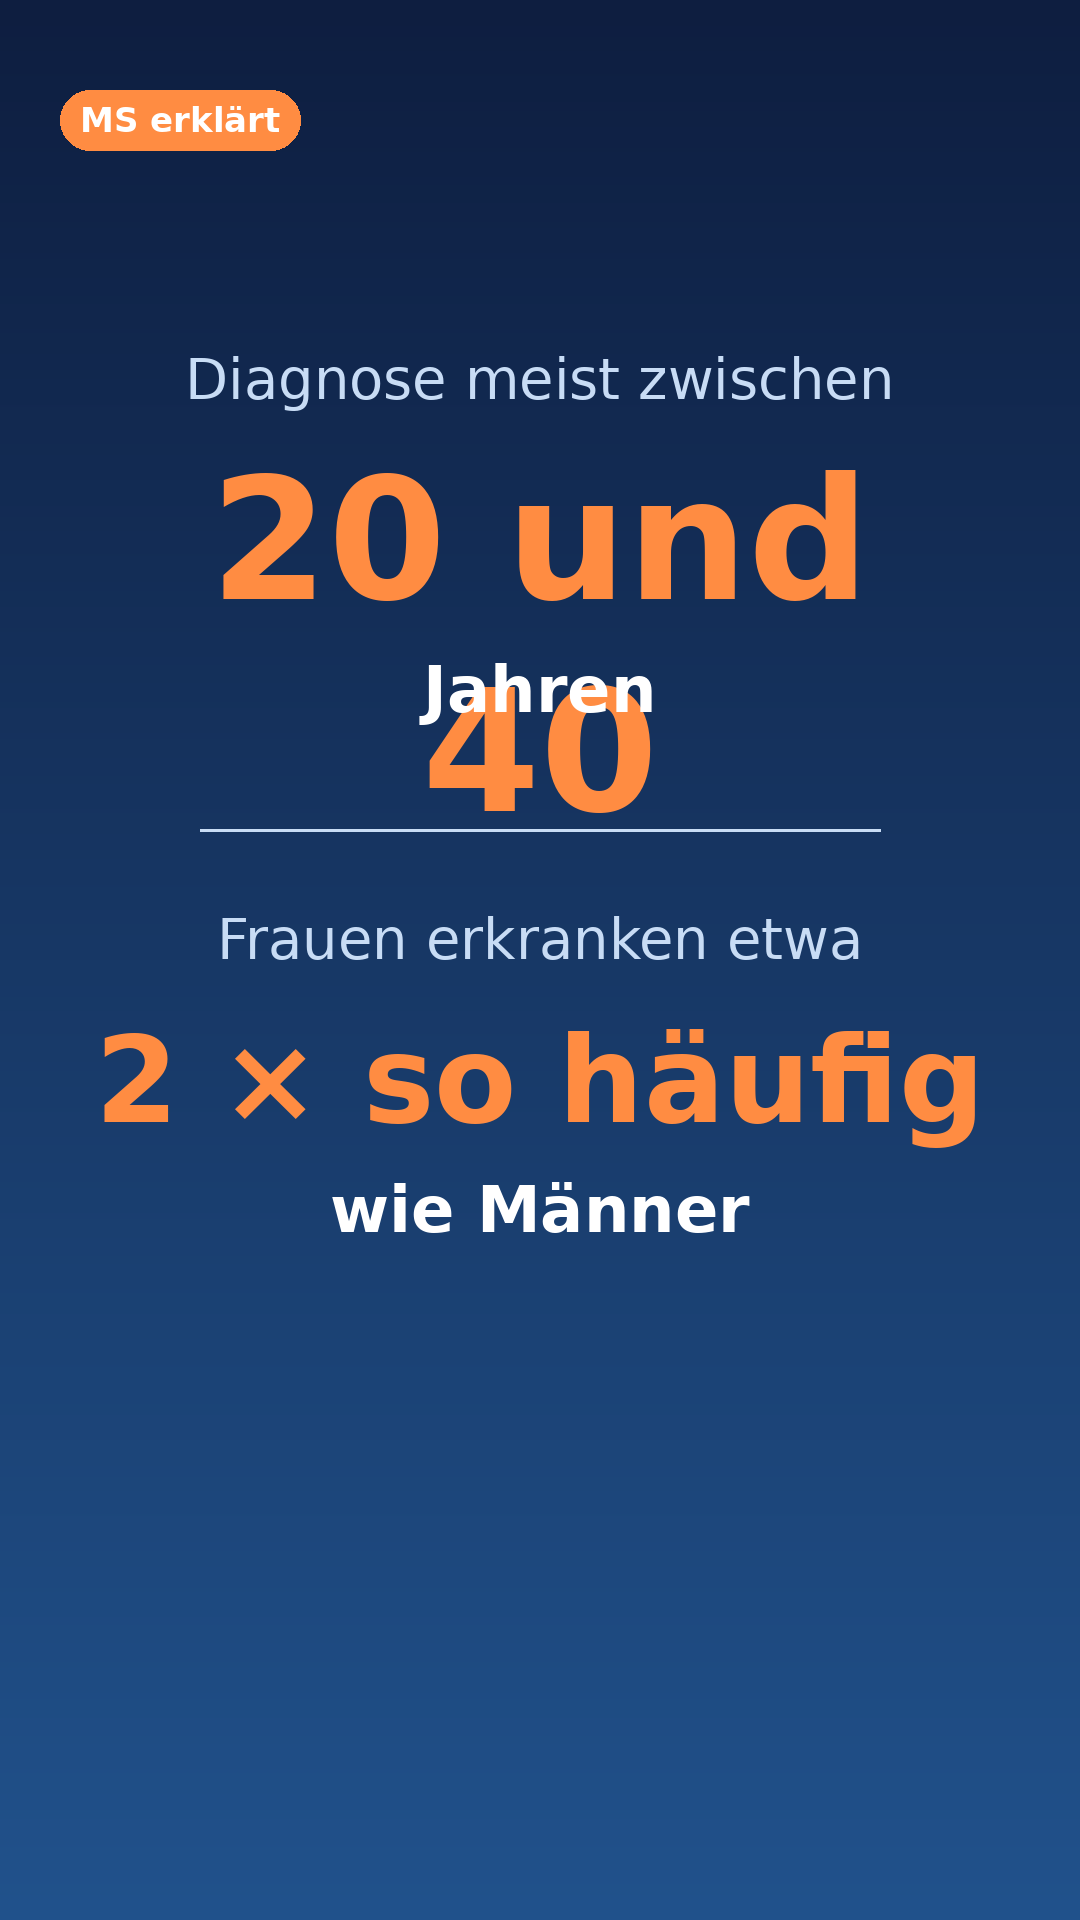 MS erklärt
Diagnose meist zwischen
20 und
Jahren
40
Frauen erkranken etwa
2 × so häufig
wie Männer